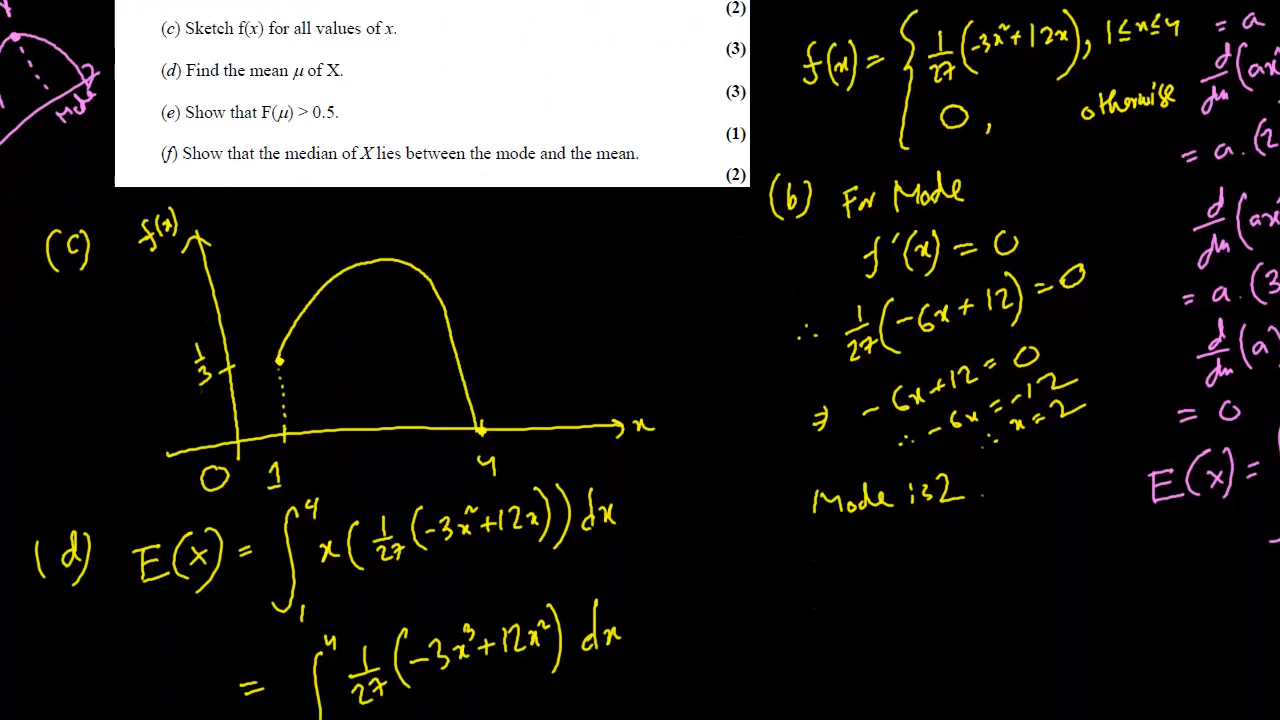 (2)
(c) Sketch f(x) for all values of x.
(3)
(d) Find the mean μ of X.
(3)
(e) Show that F(μ) > 0.5.
(1)
(f) Show that the median of X lies between the mode and the mean.
(2)
Mode
f(x) = { 1/27 (-3x²+12x), 1≤x≤4
0, otherwise
(b) For Mode
f'(x) = 0
∴ 1/27 (-6x+12) = 0
⇒ -6x+12 = 0
∴ -6x = -12
∴ x = 2
Mode is 2.
(c) f(x)
1/3
O 1 4 x
(d) E(x) = ∫₁⁴ x(1/27 (-3x²+12x)) dx
= ∫⁴ 1/27 (-3x³+12x²) dx
= a
d/dx (ax
= a.(2
d/dx (ax
= a.(3
d/dx (a
= 0
E(x) =